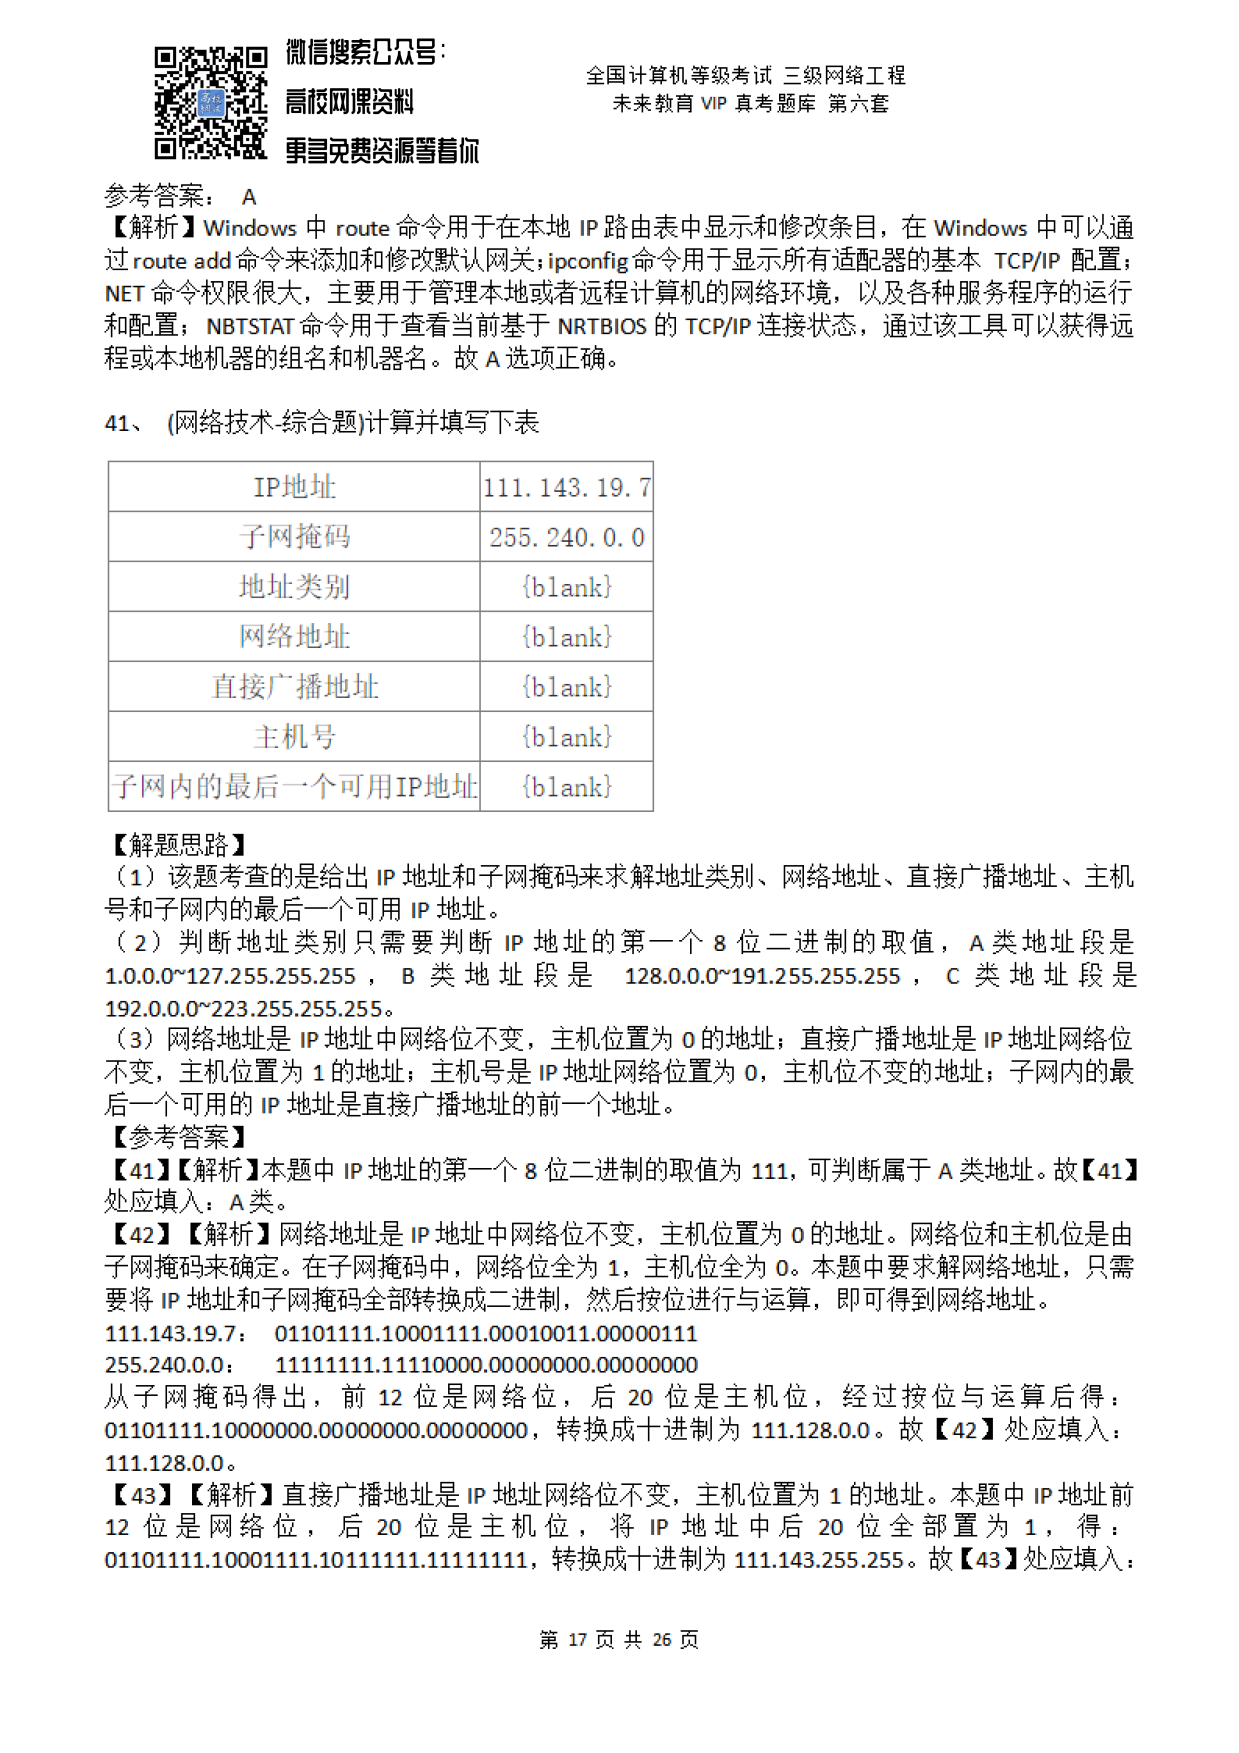 微信搜索公众号：
高校网课资料
更多免费资源等着你
全国计算机等级考试 三级网络工程
未来教育 VIP 真考题库 第六套
参考答案： A
【解析】Windows 中 route 命令用于在本地 IP 路由表中显示和修改条目，在 Windows 中可以通
过 route add 命令来添加和修改默认网关；ipconfig 命令用于显示所有适配器的基本 TCP/IP 配置；
NET 命令权限很大，主要用于管理本地或者远程计算机的网络环境，以及各种服务程序的运行
和配置；NBTSTAT 命令用于查看当前基于 NRTBIOS 的 TCP/IP 连接状态，通过该工具可以获得远
程或本地机器的组名和机器名。故 A 选项正确。
41、 (网络技术-综合题)计算并填写下表
IP地址 111.143.19.7
子网掩码 255.240.0.0
地址类别 {blank}
网络地址 {blank}
直接广播地址 {blank}
主机号 {blank}
子网内的最后一个可用IP地址 {blank}
【解题思路】
（1）该题考查的是给出 IP 地址和子网掩码来求解地址类别、网络地址、直接广播地址、主机
号和子网内的最后一个可用 IP 地址。
（2）判断地址类别只需要判断 IP 地址的第一个 8 位二进制的取值，A 类地址段是
1.0.0.0~127.255.255.255，B 类地址段是 128.0.0.0~191.255.255.255，C 类地址段是
192.0.0.0~223.255.255.255。
（3）网络地址是 IP 地址中网络位不变，主机位置为 0 的地址；直接广播地址是 IP 地址网络位
不变，主机位置为 1 的地址；主机号是 IP 地址网络位置为 0，主机位不变的地址；子网内的最
后一个可用的 IP 地址是直接广播地址的前一个地址。
【参考答案】
【41】【解析】本题中 IP 地址的第一个 8 位二进制的取值为 111，可判断属于 A 类地址。故【41】
处应填入：A 类。
【42】【解析】网络地址是 IP 地址中网络位不变，主机位置为 0 的地址。网络位和主机位是由
子网掩码来确定。在子网掩码中，网络位全为 1，主机位全为 0。本题中要求解网络地址，只需
要将 IP 地址和子网掩码全部转换成二进制，然后按位进行与运算，即可得到网络地址。
111.143.19.7： 01101111.10001111.00010011.00000111
255.240.0.0： 11111111.11110000.00000000.00000000
从子网掩码得出，前 12 位是网络位，后 20 位是主机位，经过按位与运算后得：
01101111.10000000.00000000.00000000，转换成十进制为 111.128.0.0。故【42】处应填入：
111.128.0.0。
【43】【解析】直接广播地址是 IP 地址网络位不变，主机位置为 1 的地址。本题中 IP 地址前
12 位是网络位，后 20 位是主机位，将 IP 地址中后 20 位全部置为 1，得：
01101111.10001111.10111111.11111111，转换成十进制为 111.143.255.255。故【43】处应填入：
第 17 页 共 26 页